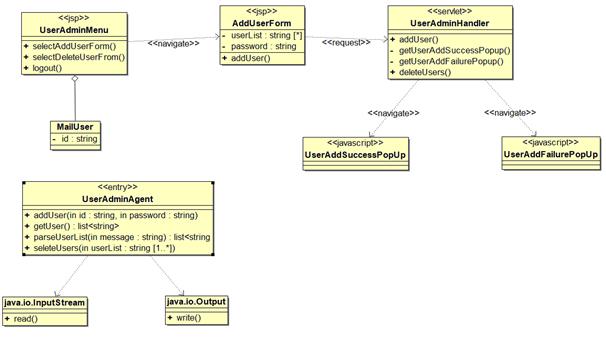 <<jsp>>
UserAdminMenu
+ selectAddUserForm()
+ selectDeleteUserFrom()
+ logout()
<<navigate>>
<<jsp>>
AddUserForm
- userList : string [*]
- password : string
+ addUser()
<<request>>
<<servlet>>
UserAdminHandler
+ addUser()
- getUserAddSuccessPopup()
- getUserAddFailurePopup()
+ deleteUsers()
<<navigate>>
<<navigate>>
MailUser
- id : string
<<javascript>>
UserAddSuccessPopUp
<<javascript>>
UserAddFailurePopUp
<<entry>>
UserAdminAgent
+ addUser(in id : string, in password : string)
+ getUser() : list<string>
+ parseUserList(in message : string) : list<string
+ seleteUsers(in userList : string [1..*])
java.io.InputStream
+ read()
java.io.Output
+ write()